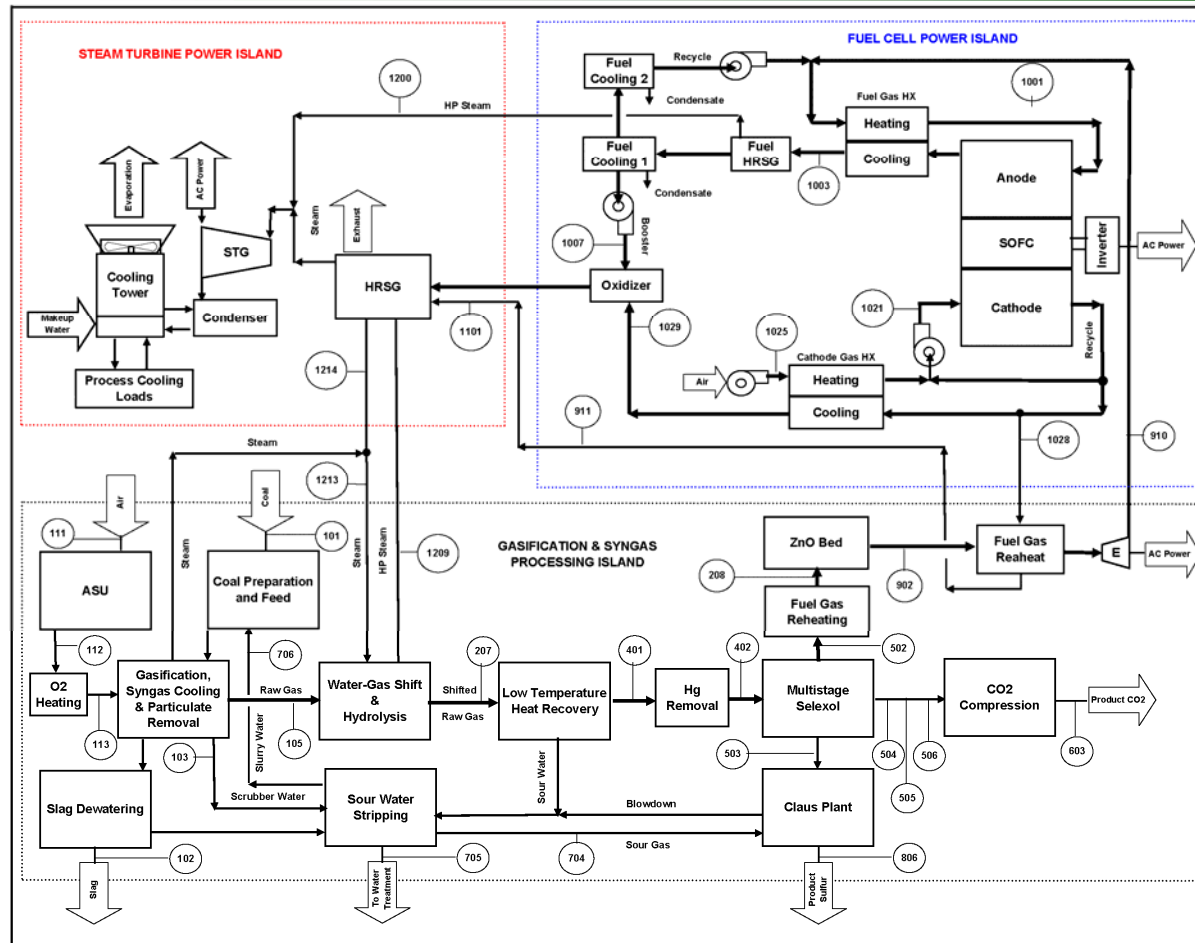 STEAM TURBINE POWER ISLAND
FUEL CELL POWER ISLAND
1200
HP Steam
Evaporation
AC Power
STG
Cooling
Tower
Makeup
Water
Condenser
Process Cooling
Loads
Steam
Exhaust
HRSG
1214
1101
Fuel
Cooling 2
Recycle
Condensate
Fuel
Cooling 1
Condensate
Fuel
HRSG
1003
Fuel Gas HX
Heating
Cooling
1001
Anode
SOFC
Cathode
Inverter
AC Power
Booster
1007
Oxidizer
1029
1021
1025
Air
Cathode Gas HX
Heating
Cooling
Recycle
911
1028
910
Steam
1213
Air
111
ASU
112
O2
Heating
113
Steam
Coal
101
Coal Preparation
and Feed
706
Steam
HP Steam
1209
GASIFICATION & SYNGAS
PROCESSING ISLAND
ZnO Bed
208
Fuel Gas
Reheating
502
902
Fuel Gas
Reaheat
E
AC Power
Gasification,
Syngas Cooling
& Particulate
Removal
Raw Gas
105
Water-Gas Shift
&
Hydrolysis
207
Shifted
Raw Gas
Low Temperature
Heat Recovery
401
Hg
Removal
402
Multistage
Selexol
503
504
505
506
CO2
Compression
603
Product CO2
103
Slurry Water
Scrubber Water
Slag Dewatering
102
Slag
Sour Water
Stripping
705
To Water
Treatment
Sour Water
Blowdown
704
Sour Gas
Claus Plant
806
Product
Sulfur